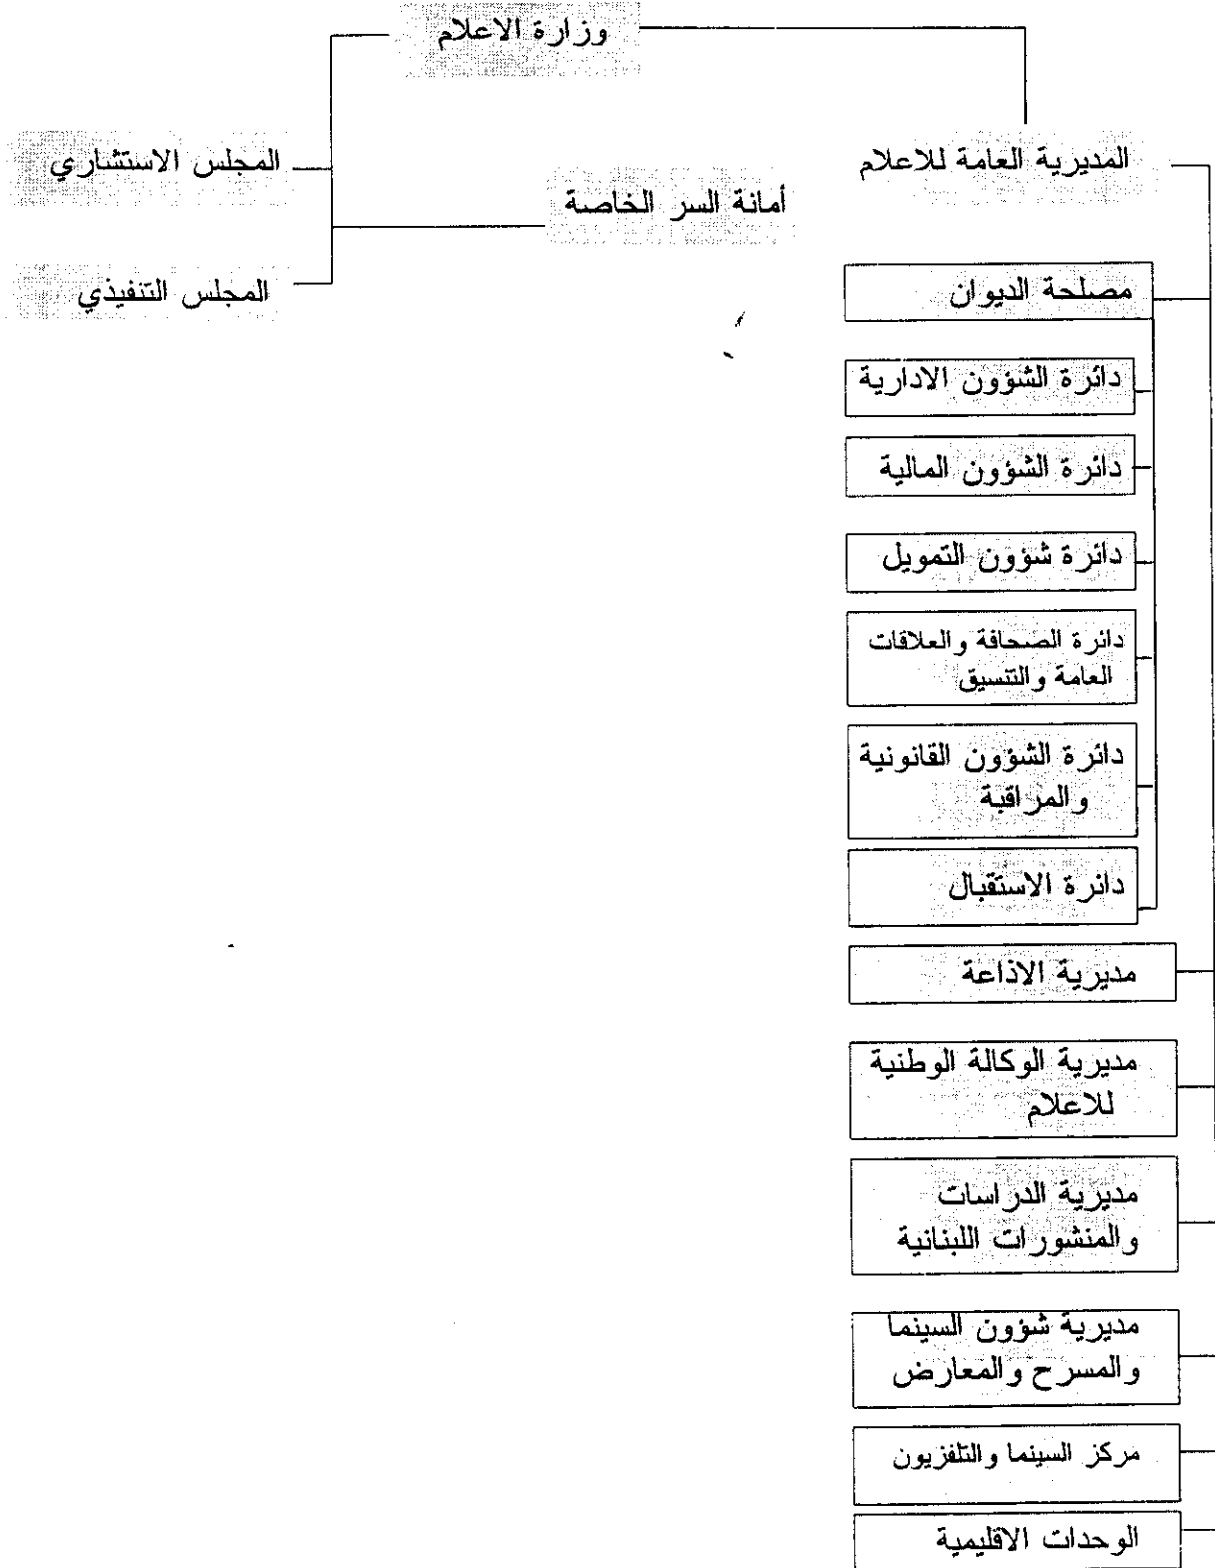 وزارة الاعلام
المديرية العامة للاعلام
المجلس الاستشاري
أمانة السر الخاصة
المجلس التنفيذي
مصلحة الديوان
دائرة الشؤون الادارية
دائرة الشؤون المالية
دائرة شؤون التمويل
دائرة الصحافة والعلاقات
العامة والتنسيق
دائرة الشؤون القانونية
والمراقبة
دائرة الاستقبال
مديرية الاذاعة
مديرية الوكالة الوطنية
للاعلام
مديرية الدراسات
والمنشورات اللبنانية
مديرية شؤون السينما
والمسرح والمعارض
مركز السينما والتلفزيون
الوحدات الاقليمية